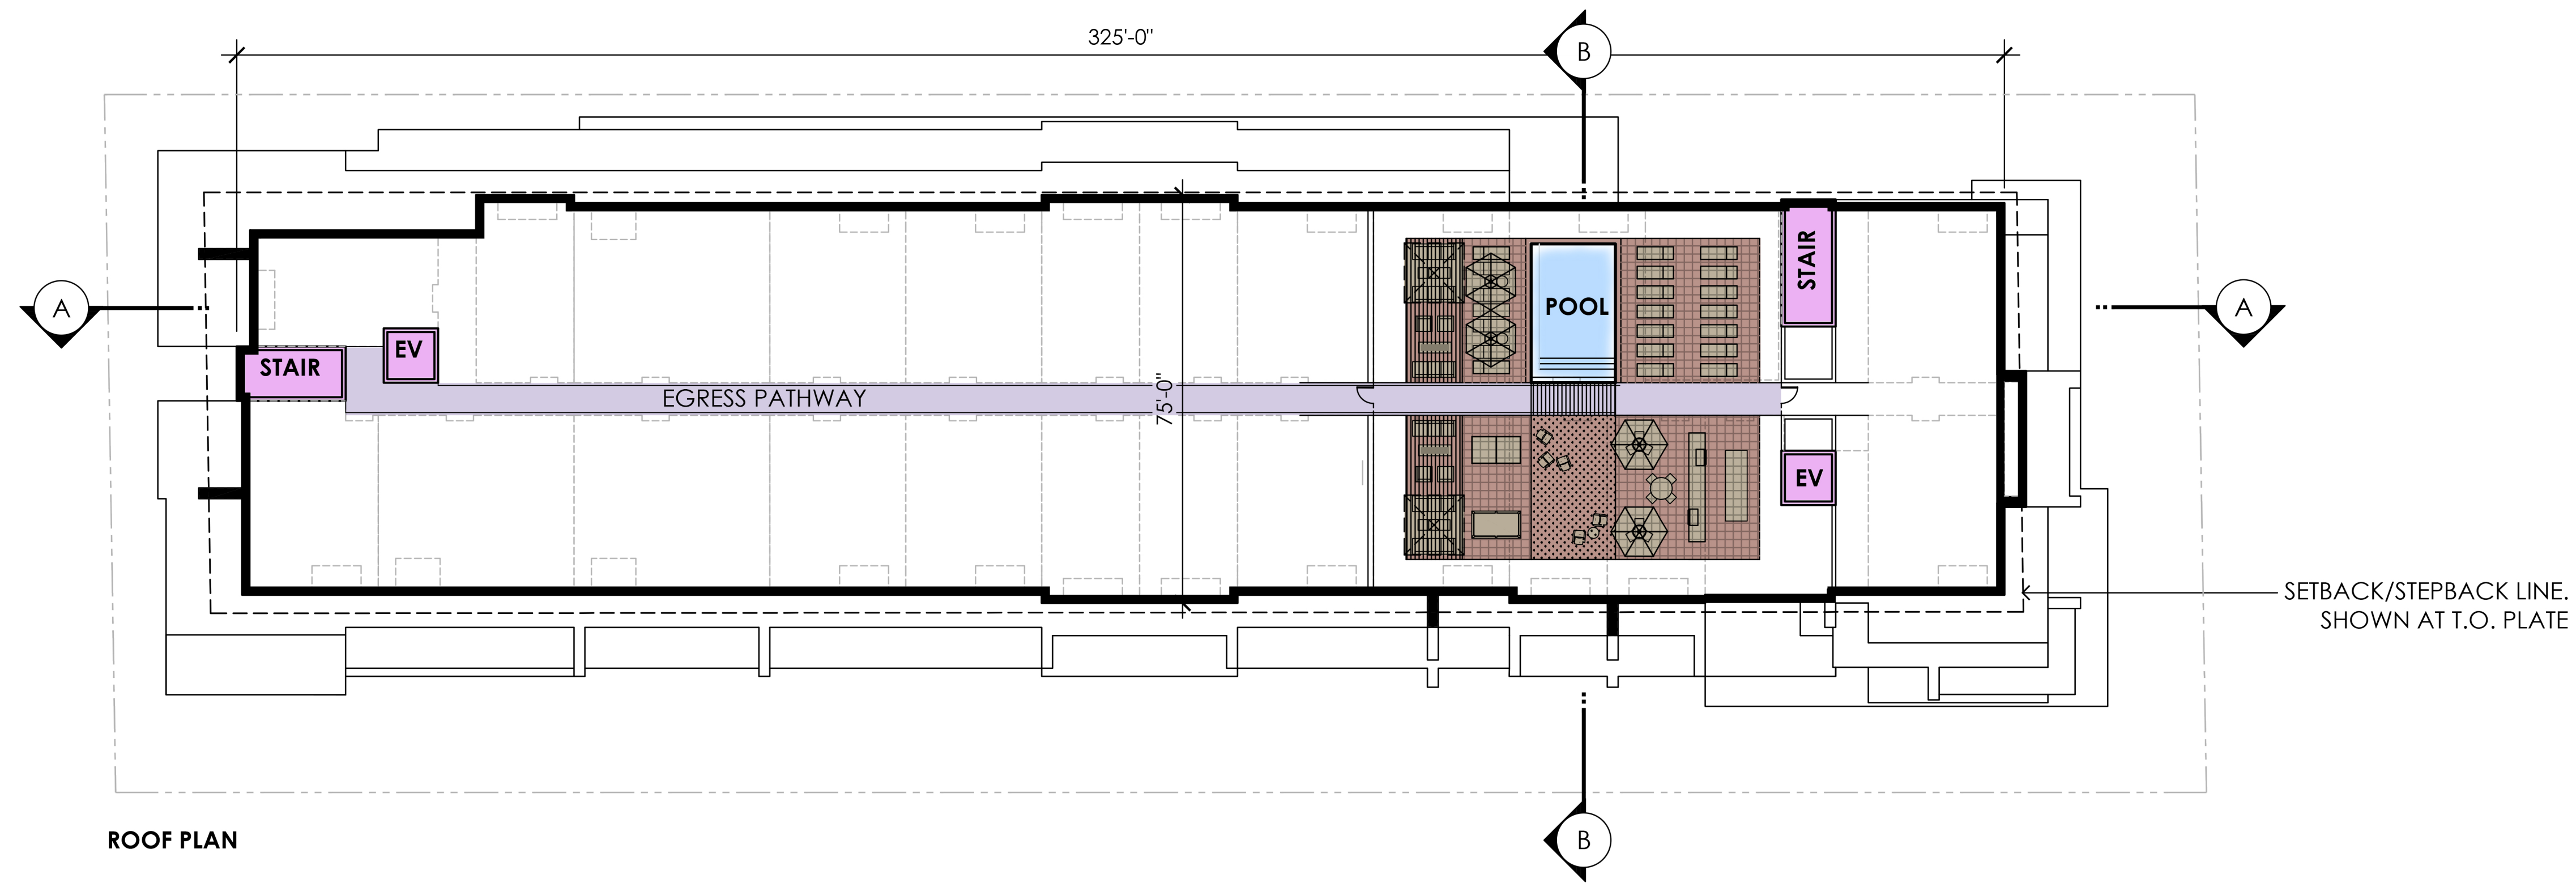 325'-0"
B
A
STAIR
EV
EGRESS PATHWAY
75'-0"
POOL
STAIR
EV
A
SETBACK/STEPBACK LINE.
SHOWN AT T.O. PLATE
ROOF PLAN
B